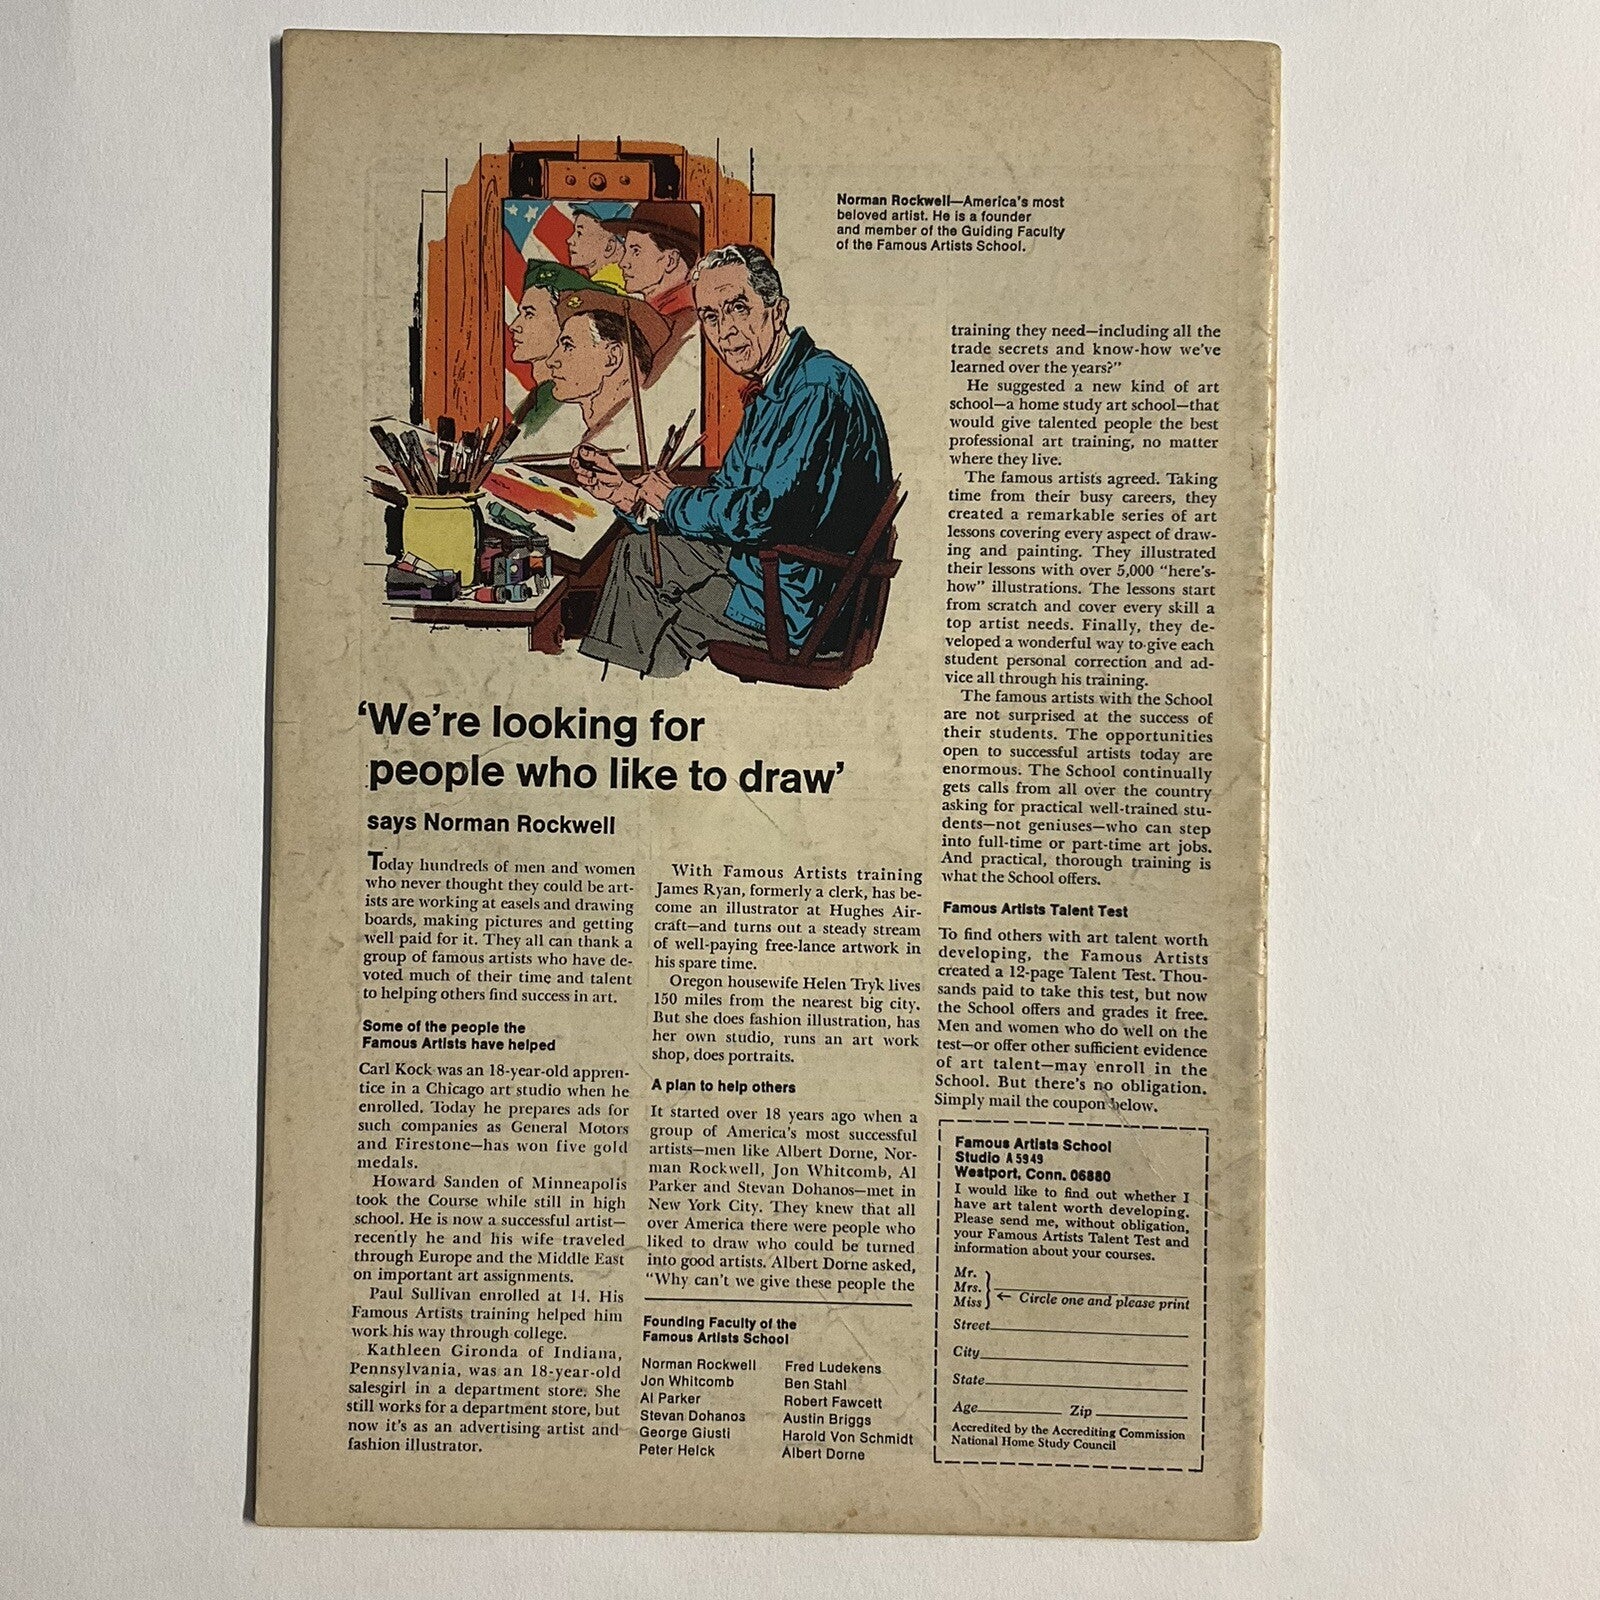 Norman Rockwell—America's most
beloved artist. He is a founder
and member of the Guiding Faculty
of the Famous Artists School.
'We're looking for
people who like to draw'
says Norman Rockwell
Today hundreds of men and women
who never thought they could be art-
ists are working at easels and drawing
boards, making pictures and getting
well paid for it. They all can thank a
group of famous artists who have de-
voted much of their time and talent
to helping others find success in art.
Some of the people the
Famous Artists have helped
Carl Kock was an 18-year-old appren-
tice in a Chicago art studio when he
enrolled. Today he prepares ads for
such companies as General Motors
and Firestone—has won five gold
medals.
Howard Sanden of Minneapolis
took the Course while still in high
school. He is now a successful artist—
recently he and his wife traveled
through Europe and the Middle East
on important art assignments.
Paul Sullivan enrolled at 14. His
Famous Artists training helped him
work his way through college.
Kathleen Gironda of Indiana,
Pennsylvania, was an 18-year-old
salesgirl in a department store. She
still works for a department store, but
now it's as an advertising artist and
fashion illustrator.
With Famous Artists training
James Ryan, formerly a clerk, has be-
come an illustrator at Hughes Air-
craft—and turns out a steady stream
of well-paying free-lance artwork in
his spare time.
Oregon housewife Helen Tryk lives
150 miles from the nearest big city.
But she does fashion illustration, has
her own studio, runs an art work
shop, does portraits.
A plan to help others
It started over 18 years ago when a
group of America's most successful
artists—men like Albert Dorne, Nor-
man Rockwell, Jon Whitcomb, Al
Parker and Stevan Dohanos—met in
New York City. They knew that all
over America there were people who
liked to draw who could be turned
into good artists. Albert Dorne asked,
"Why can't we give these people the
Founding Faculty of the
Famous Artists School
Norman Rockwell
Jon Whitcomb
Al Parker
Stevan Dohanos
George Giusti
Peter Helck
Fred Ludekens
Ben Stahl
Robert Fawcett
Austin Briggs
Harold Von Schmidt
Albert Dorne
training they need—including all the
trade secrets and know-how we've
learned over the years?"
He suggested a new kind of art
school—a home study art school—that
would give talented people the best
professional art training, no matter
where they live.
The famous artists agreed. Taking
time from their busy careers, they
created a remarkable series of art
lessons covering every aspect of draw-
ing and painting. They illustrated
their lessons with over 5,000 "here's-
how" illustrations. The lessons start
from scratch and cover every skill a
top artist needs. Finally, they de-
veloped a wonderful way to give each
student personal correction and ad-
vice all through his training.
The famous artists with the School
are not surprised at the success of
their students. The opportunities
open to successful artists today are
enormous. The School continually
gets calls from all over the country
asking for practical well-trained stu-
dents—not geniuses—who can step
into full-time or part-time art jobs.
And practical, thorough training is
what the School offers.
Famous Artists Talent Test
To find others with art talent worth
developing, the Famous Artists
created a 12-page Talent Test. Thou-
sands paid to take this test, but now
the School offers and grades it free.
Men and women who do well on the
test—or offer other sufficient evidence
of art talent—may enroll in the
School. But there's no obligation.
Simply mail the coupon below.
Famous Artists School
Studio A5949
Westport, Conn. 06880
I would like to find out whether I
have art talent worth developing.
Please send me, without obligation,
your Famous Artists Talent Test and
information about your courses.
Mr.
Mrs.
Miss ← Circle one and please print
Street
City
State
Age Zip
Accredited by the Accrediting Commission
National Home Study Council